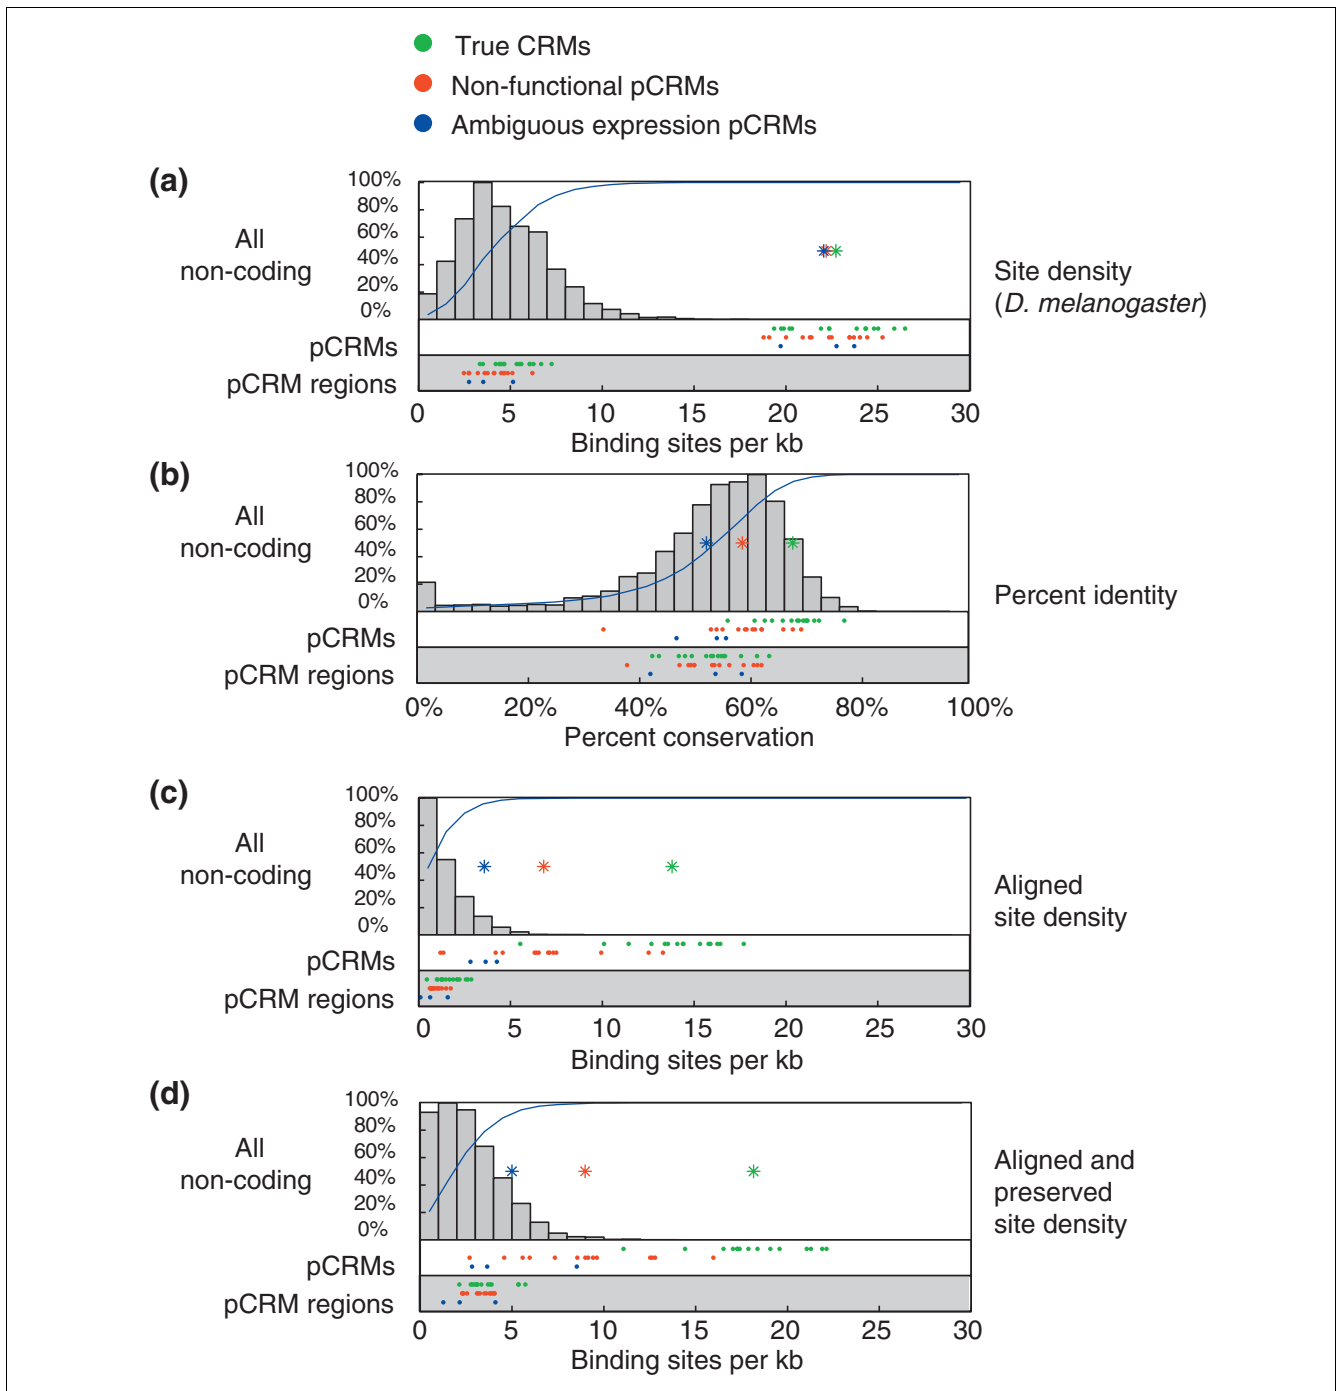 True CRMs
Non-functional pCRMs
Ambiguous expression pCRMs
(a)
100%
80%
60%
40%
20%
0%
All
non-coding
pCRMs
pCRM regions
Site density
(D. melanogaster)
0 5 10 15 20 25 30
Binding sites per kb
(b)
100%
80%
60%
40%
20%
0%
All
non-coding
pCRMs
pCRM regions
Percent identity
0% 20% 40% 60% 80% 100%
Percent conservation
(c)
100%
80%
60%
40%
20%
0%
All
non-coding
pCRMs
pCRM regions
Aligned
site density
0 5 10 15 20 25 30
Binding sites per kb
(d)
100%
80%
60%
40%
20%
0%
All
non-coding
pCRMs
pCRM regions
Aligned and
preserved
site density
0 5 10 15 20 25 30
Binding sites per kb